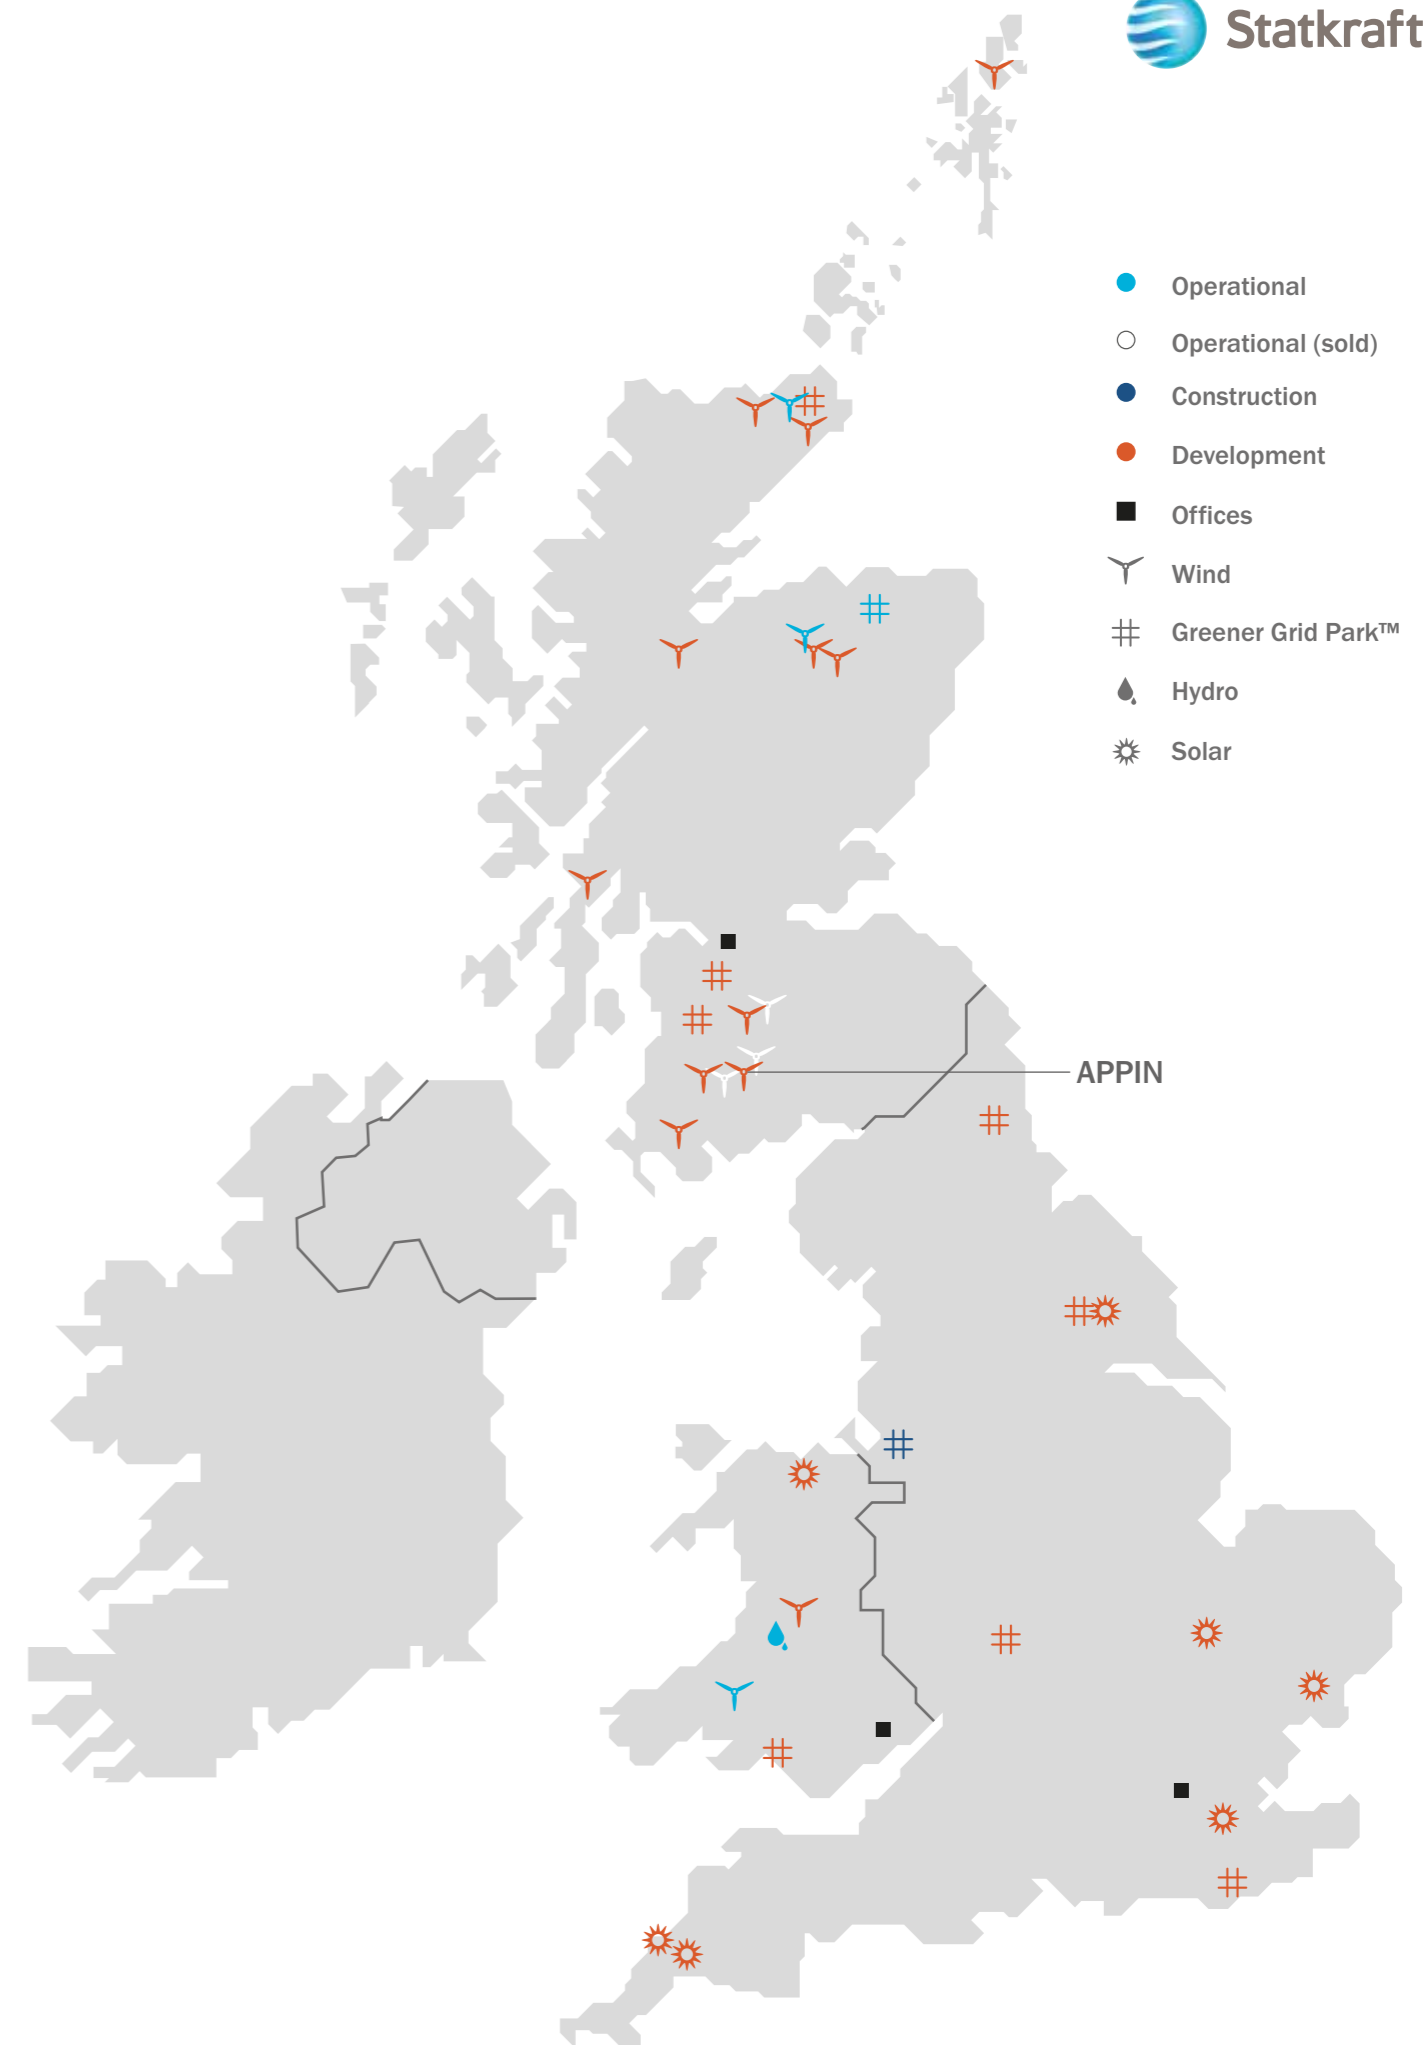 Statkraft
Operational
Operational (sold)
Construction
Development
Offices
Wind
Greener Grid Park™
Hydro
Solar
APPIN